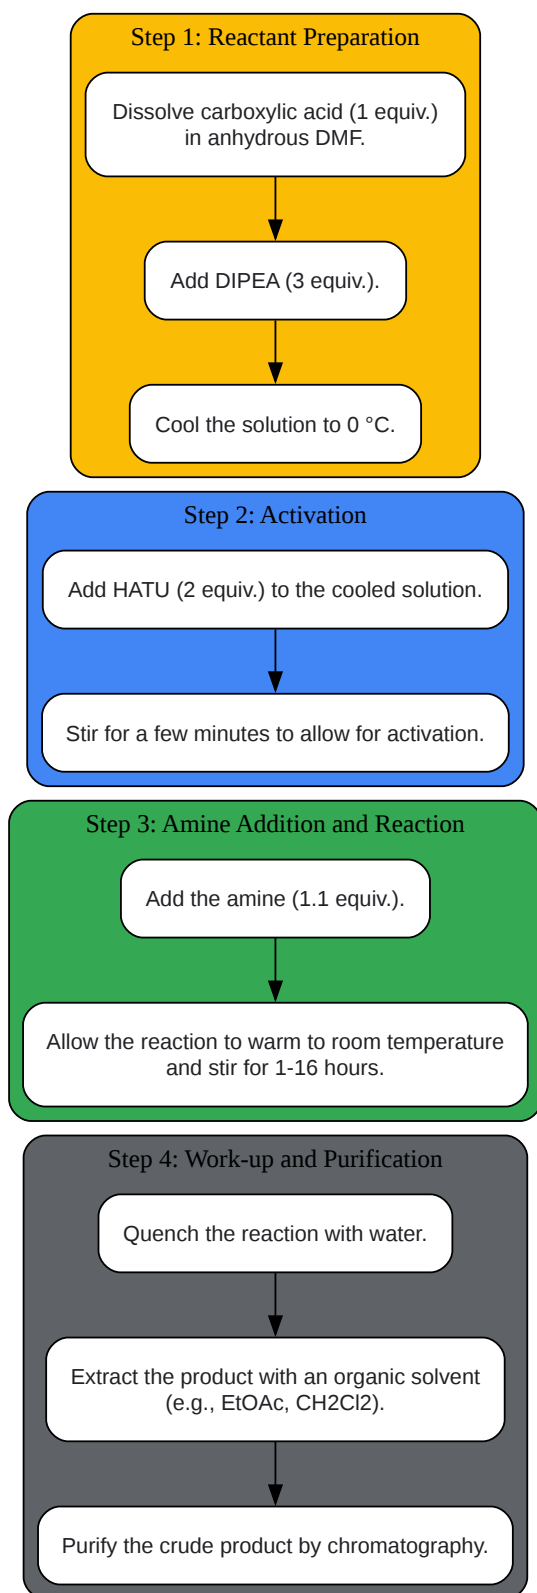 Step 1: Reactant Preparation
Dissolve carboxylic acid (1 equiv.)
in anhydrous DMF.
Add DIPEA (3 equiv.).
Cool the solution to 0 °C.
Step 2: Activation
Add HATU (2 equiv.) to the cooled solution.
Stir for a few minutes to allow for activation.
Step 3: Amine Addition and Reaction
Add the amine (1.1 equiv.).
Allow the reaction to warm to room temperature
and stir for 1-16 hours.
Step 4: Work-up and Purification
Quench the reaction with water.
Extract the product with an organic solvent
(e.g., EtOAc, CH2Cl2).
Purify the crude product by chromatography.